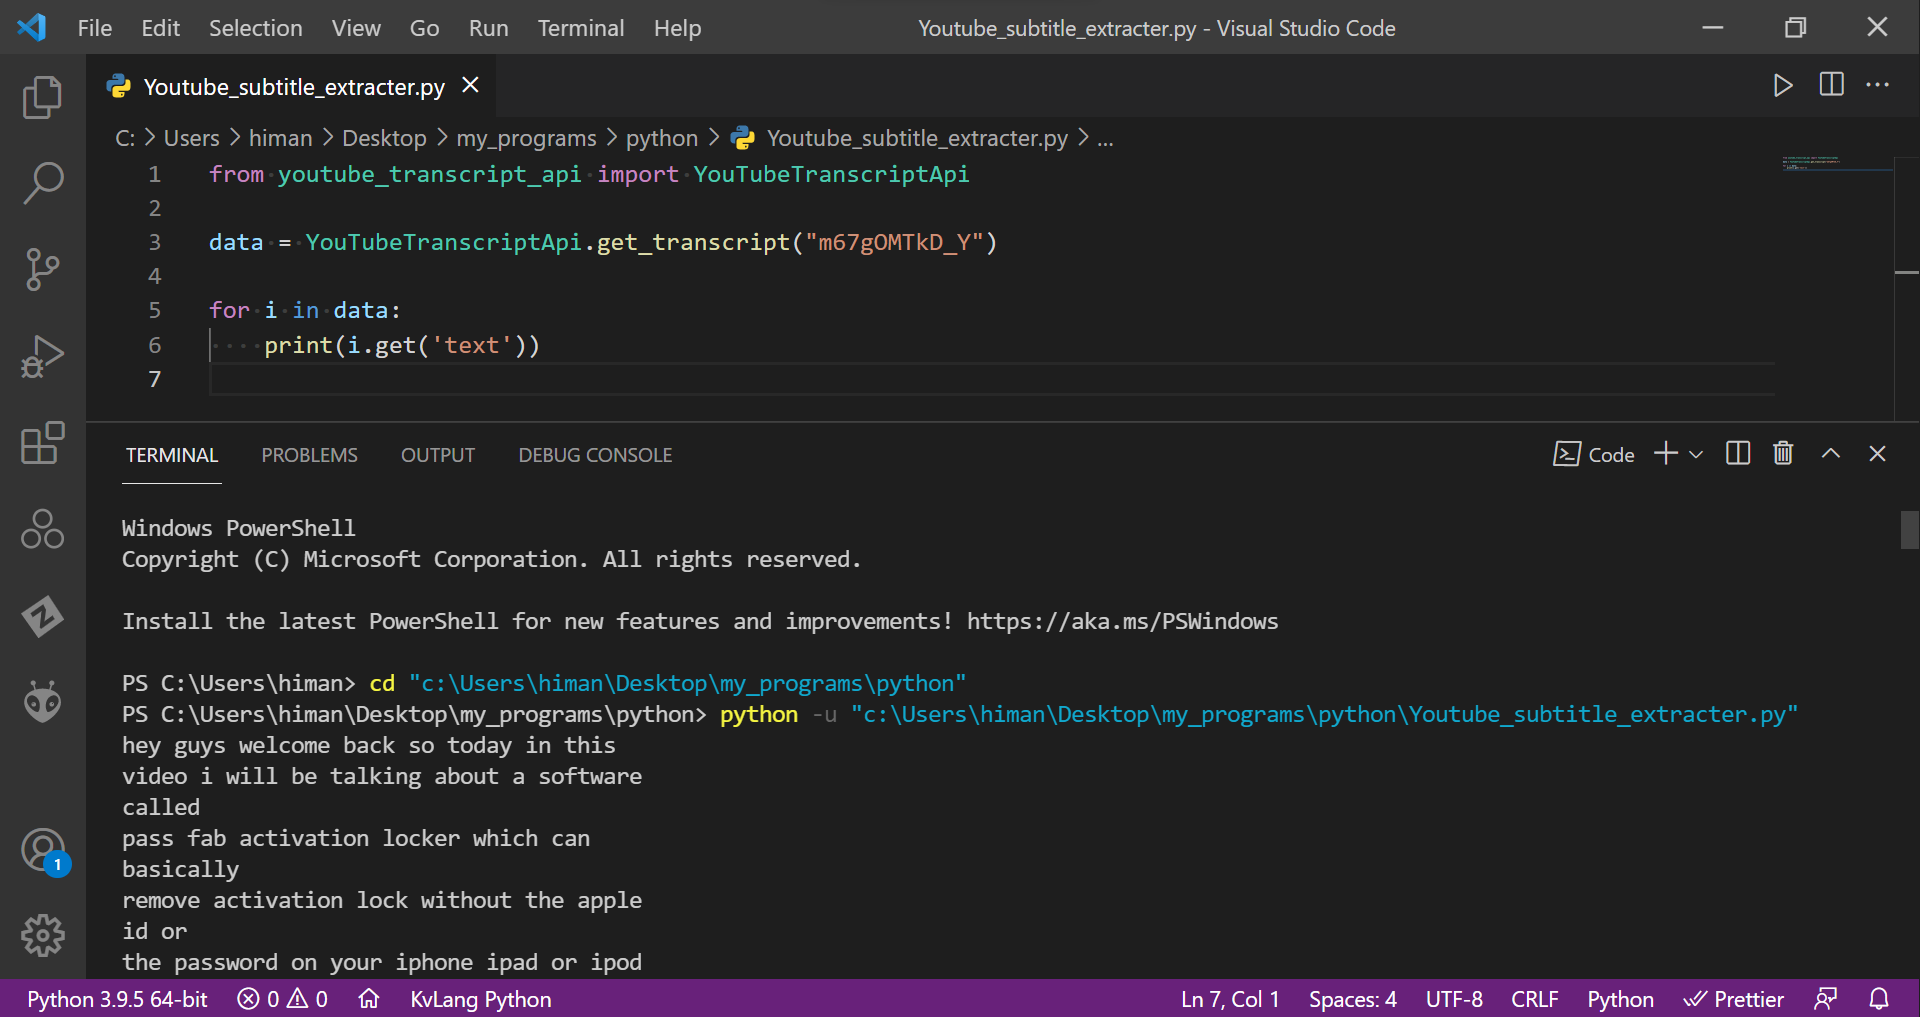 File Edit Selection View Go Run Terminal Help Youtube_subtitle_extracter.py - Visual Studio Code
Youtube_subtitle_extracter.py
C: > Users > himan > Desktop > my_programs > python > Youtube_subtitle_extracter.py > ...
1 from youtube_transcript_api import YouTubeTranscriptApi
2
3 data = YouTubeTranscriptApi.get_transcript("m67gOMTkD_Y")
4
5 for i in data:
6     print(i.get('text'))
7
TERMINAL PROBLEMS OUTPUT DEBUG CONSOLE Code
Windows PowerShell
Copyright (C) Microsoft Corporation. All rights reserved.
Install the latest PowerShell for new features and improvements! https://aka.ms/PSWindows
PS C:\Users\himan> cd "c:\Users\himan\Desktop\my_programs\python"
PS C:\Users\himan\Desktop\my_programs\python> python -u "c:\Users\himan\Desktop\my_programs\python\Youtube_subtitle_extracter.py"
hey guys welcome back so today in this
video i will be talking about a software
called
pass fab activation locker which can
basically
remove activation lock without the apple
id or
the password on your iphone ipad or ipod
1
Python 3.9.5 64-bit 0 0 KvLang Python Ln 7, Col 1 Spaces: 4 UTF-8 CRLF Python Prettier